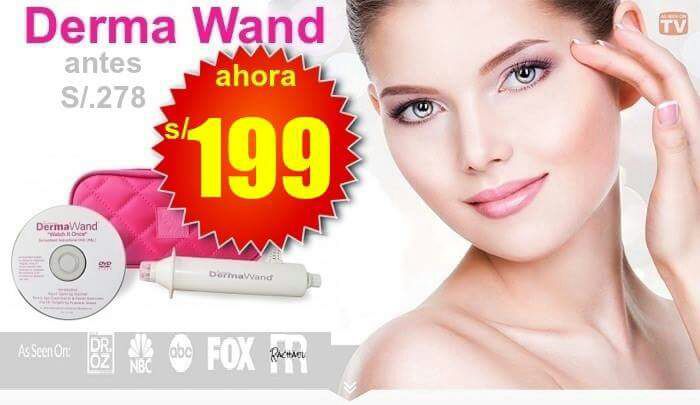 Derma Wand
antes
S/.278
ahora
s/199
AS SEEN ON
TV
DermaWand
"Watch It Once"
DVD
DermaWand
As Seen On:
DR
OZ
NBC
abc
FOX
RACHAEL